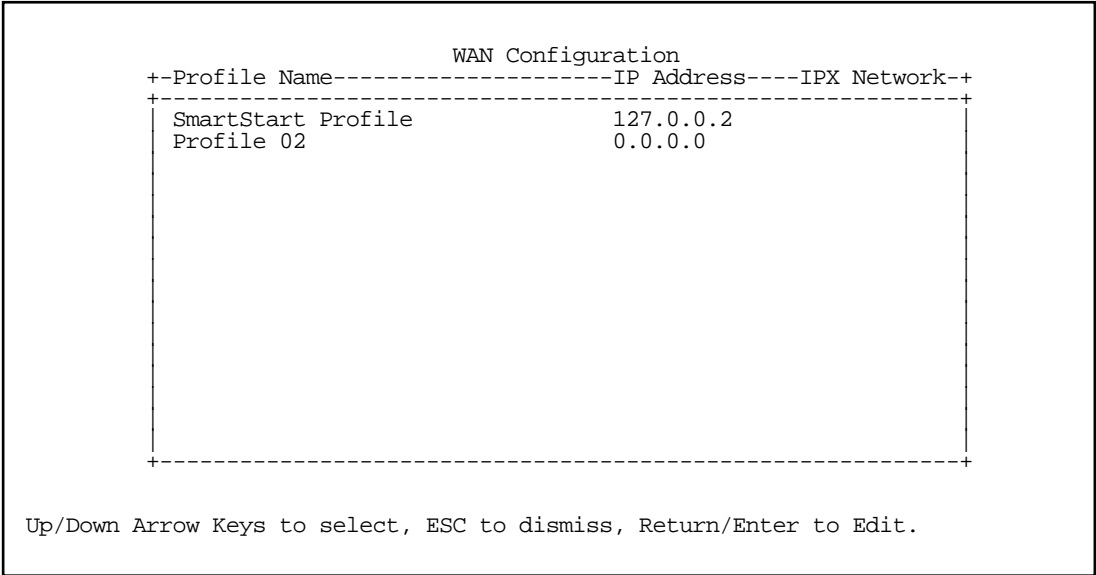 WAN Configuration
+-Profile Name---------------------IP Address----IPX Network-+
+------------------------------------------------------------+
SmartStart Profile 127.0.0.2
Profile 02 0.0.0.0
+------------------------------------------------------------+
Up/Down Arrow Keys to select, ESC to dismiss, Return/Enter to Edit.